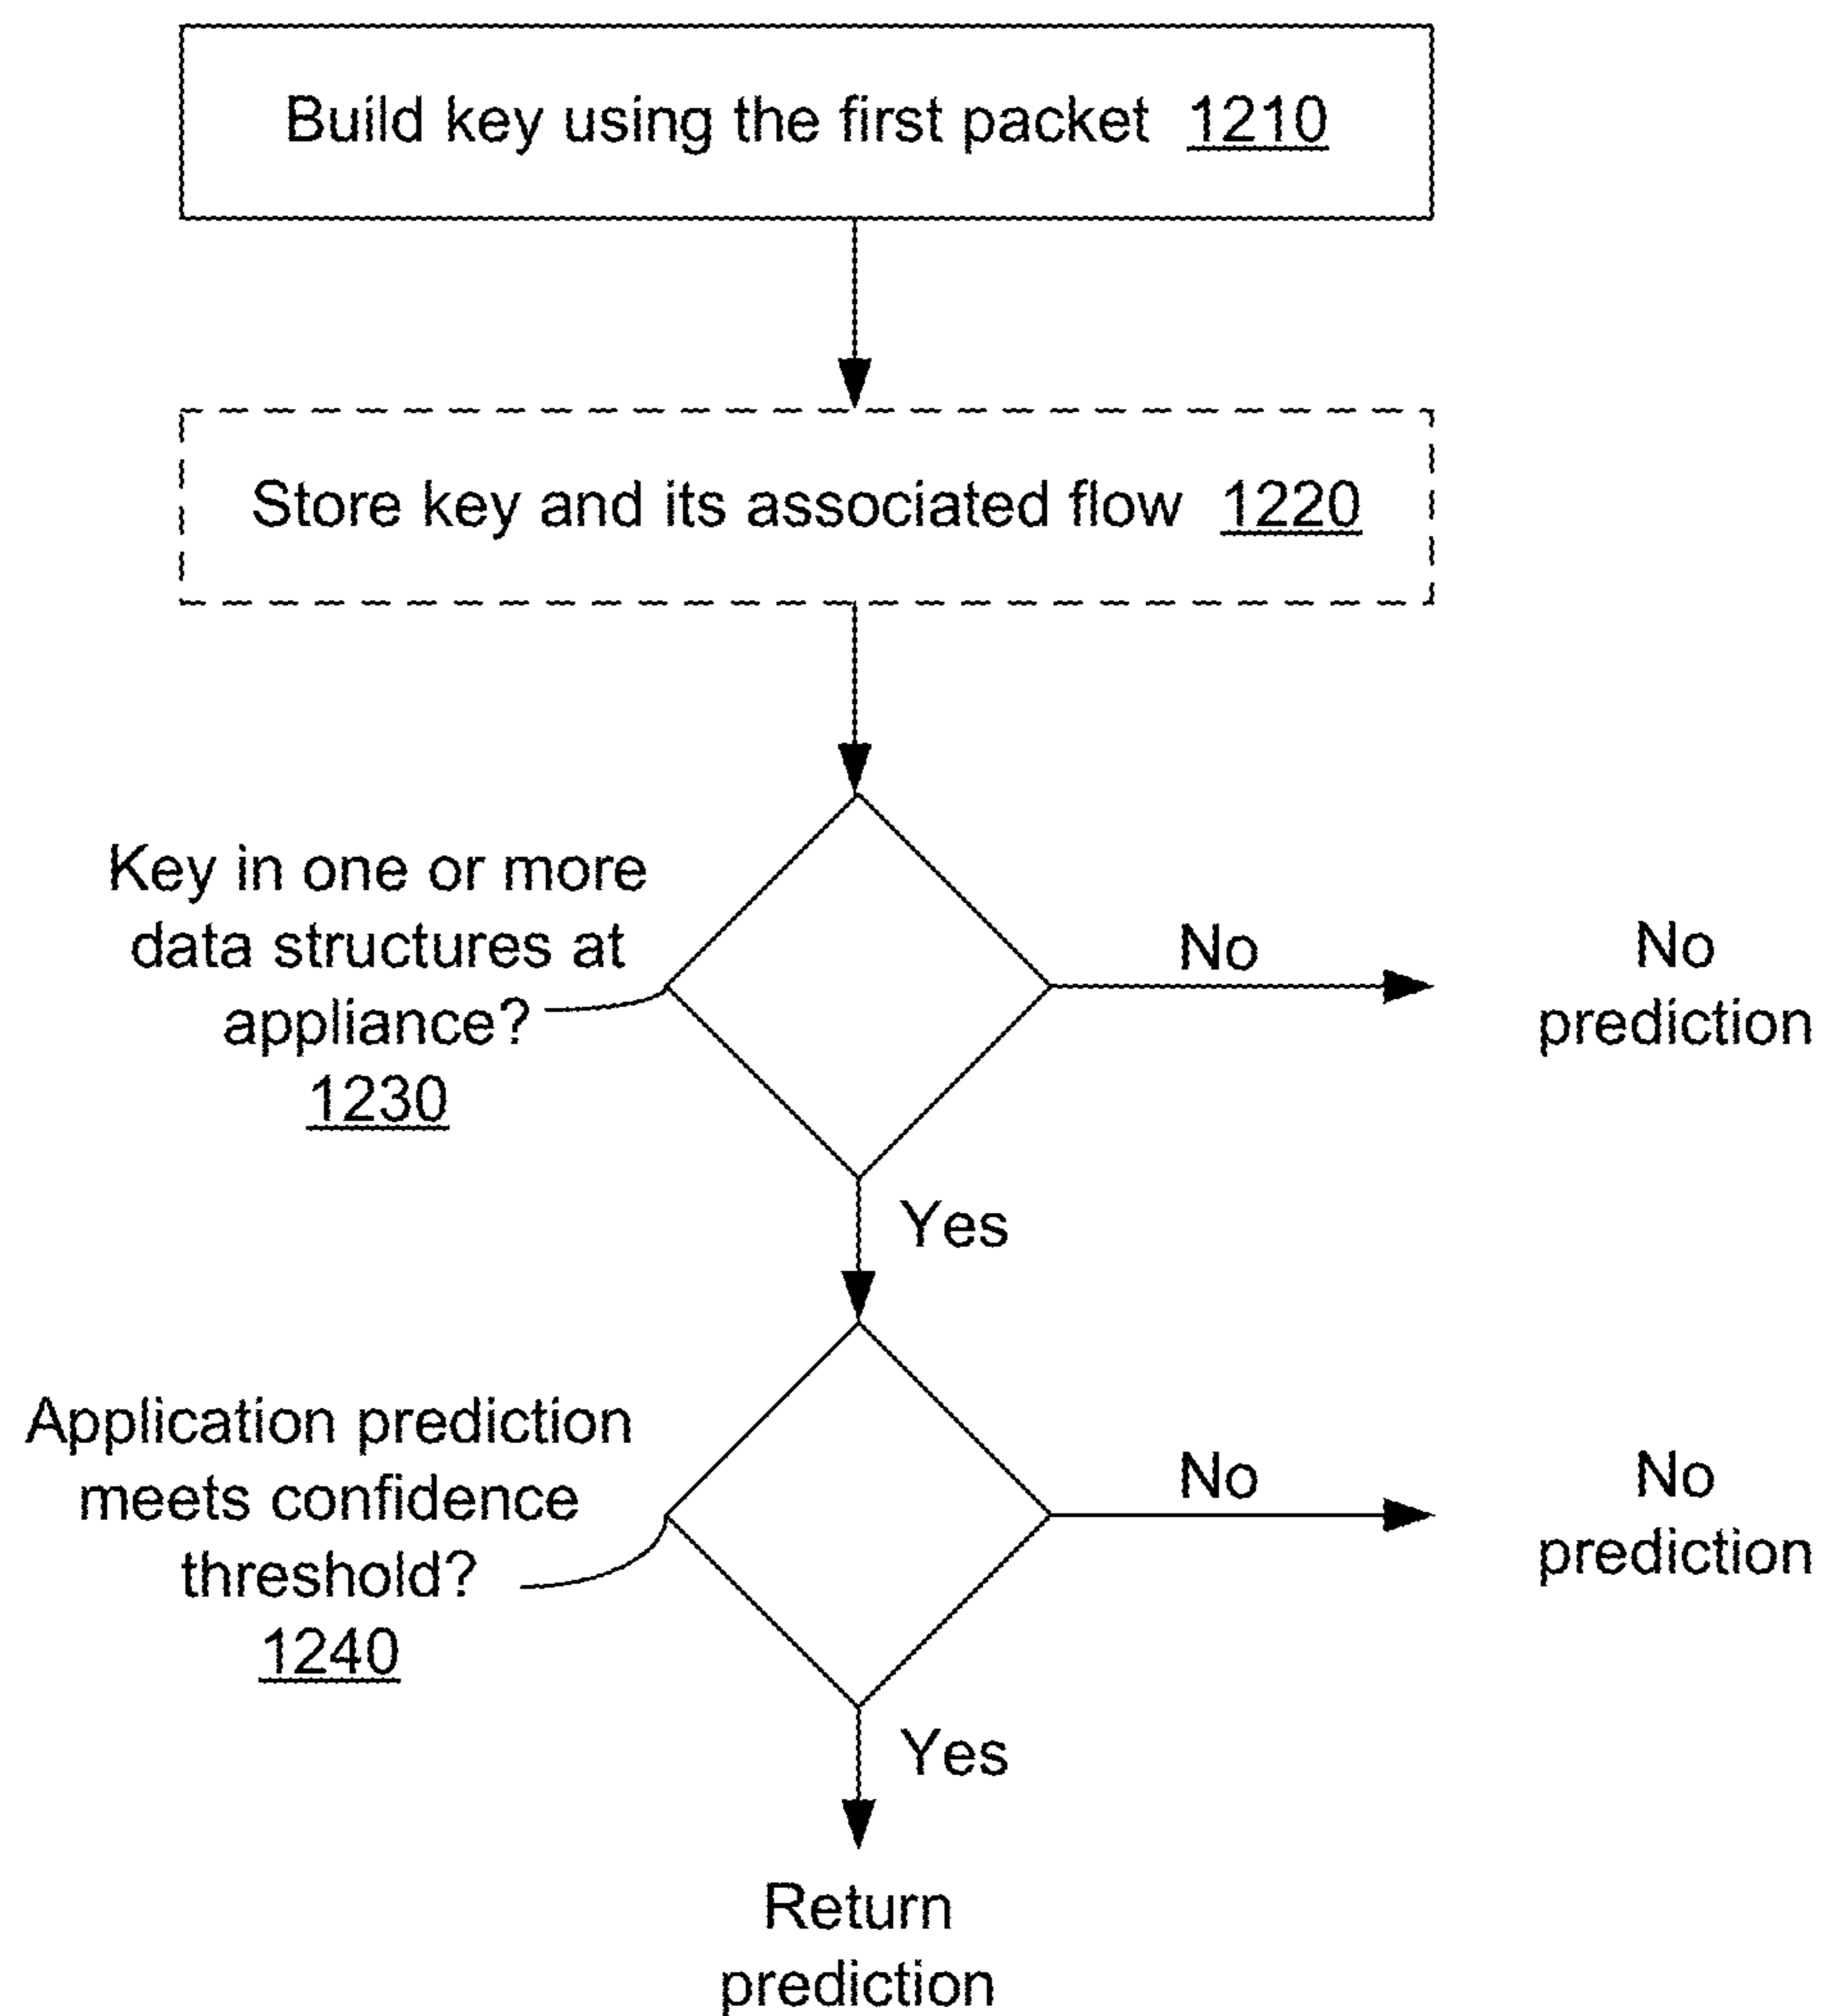 Build key using the first packet 1210
Store key and its associated flow 1220
Key in one or more
data structures at
appliance?
1230
No
No
prediction
Yes
Application prediction
meets confidence
threshold?
1240
No
No
prediction
Yes
Return
prediction